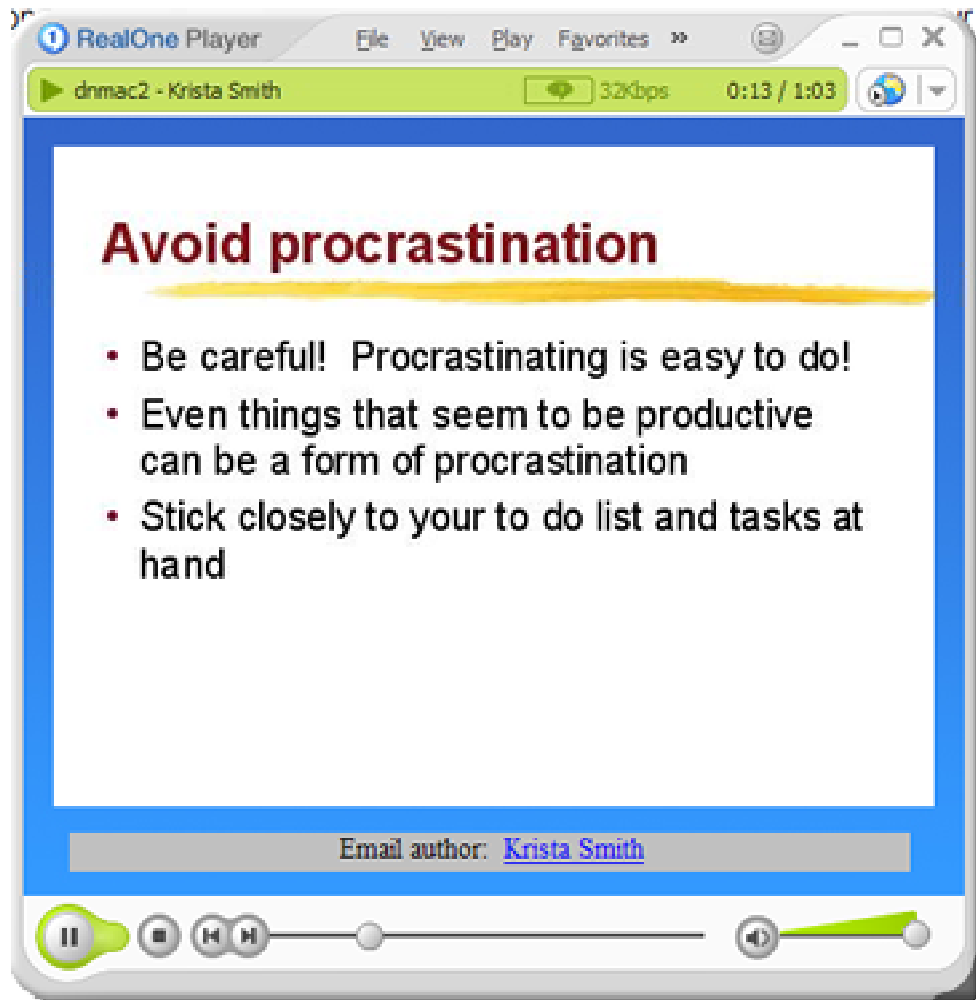 RealOne Player File View Play Favorites »
dnmac2 - Krista Smith 32Kbps 0:13 / 1:03
Avoid procrastination
• Be careful! Procrastinating is easy to do!
• Even things that seem to be productive
can be a form of procrastination
• Stick closely to your to do list and tasks at
hand
Email author: Krista Smith